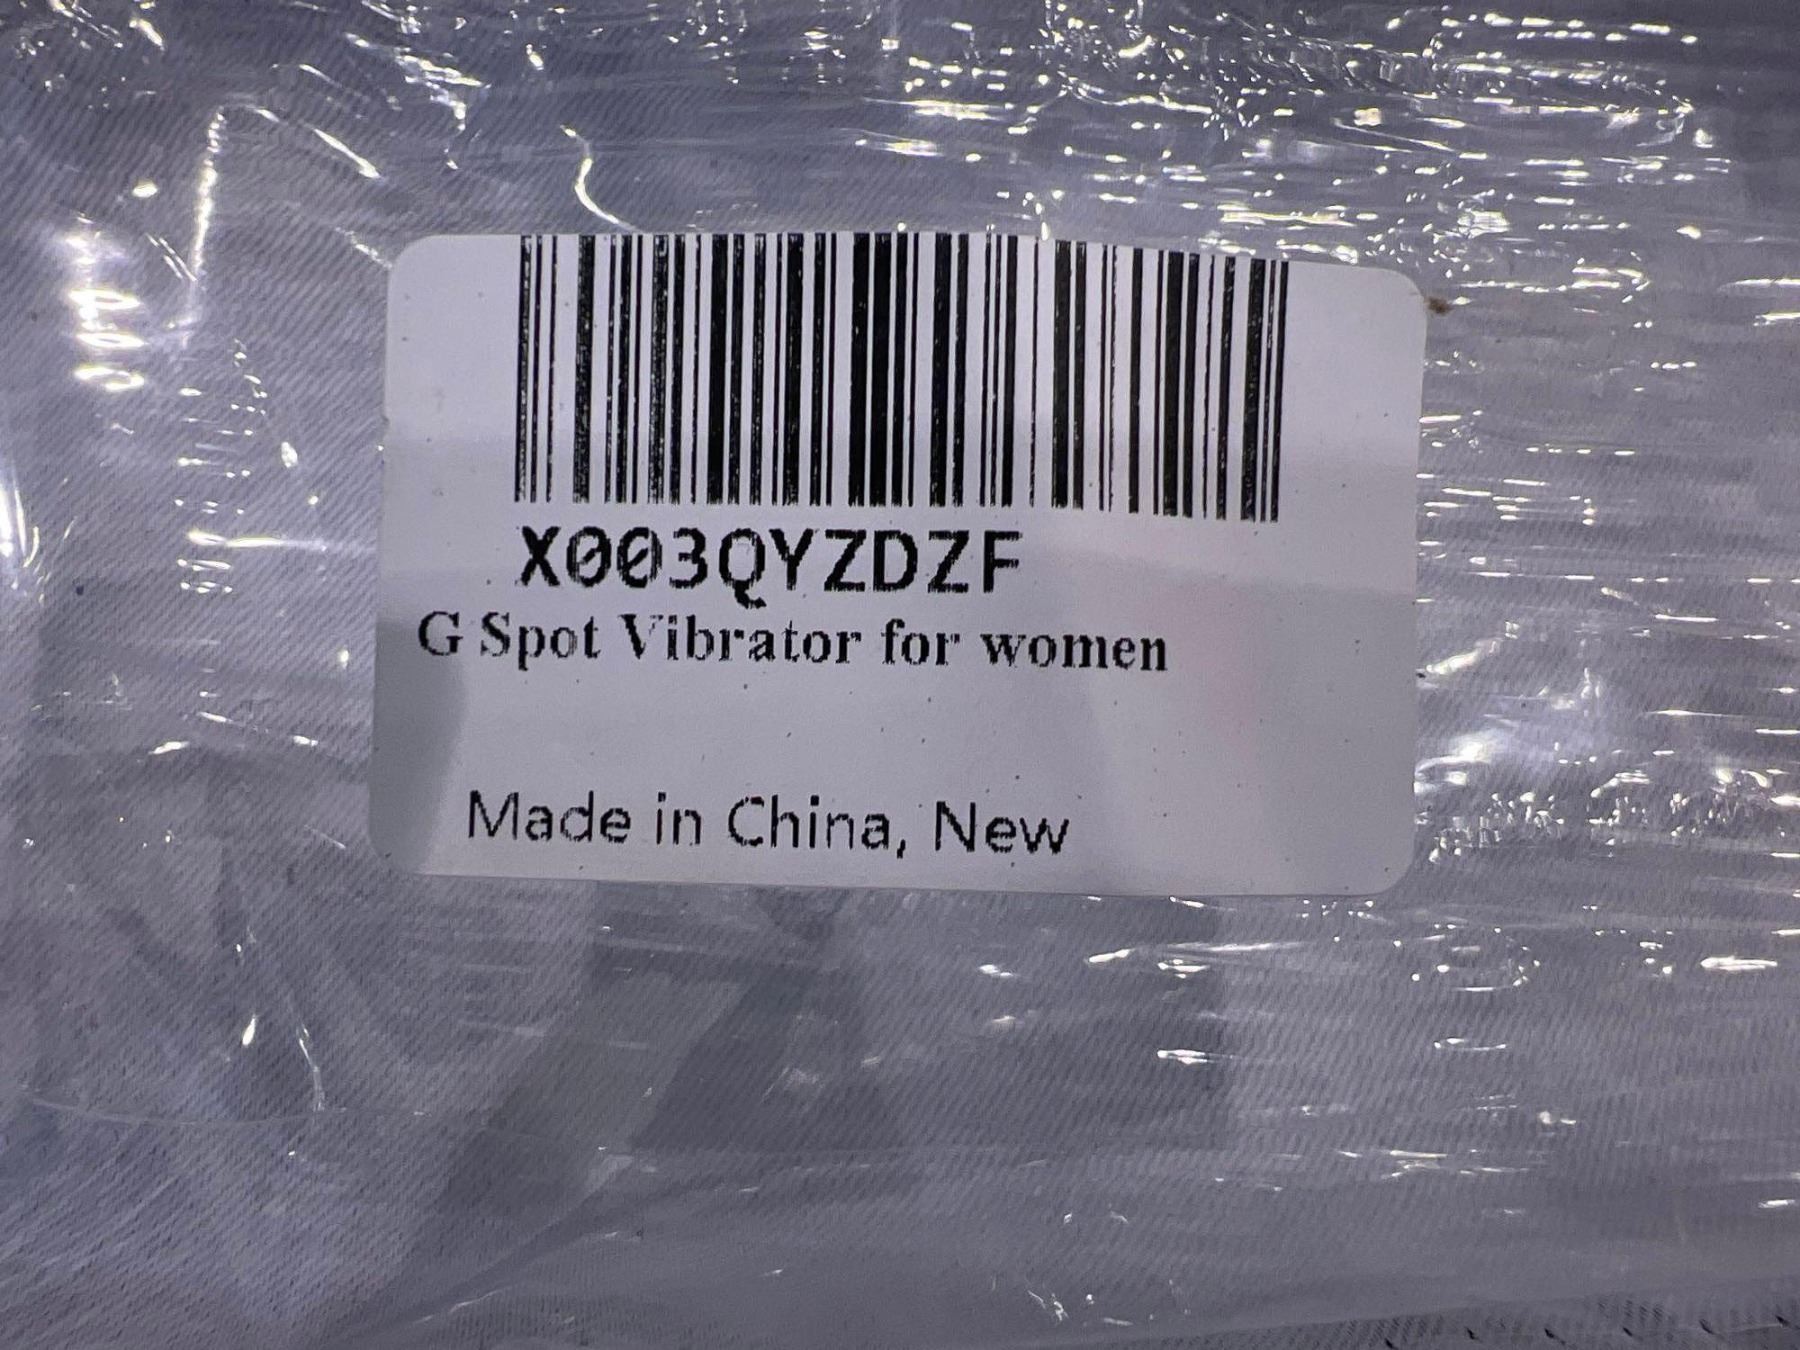 X003QYZDZF
G Spot Vibrator for women
Made in China, New